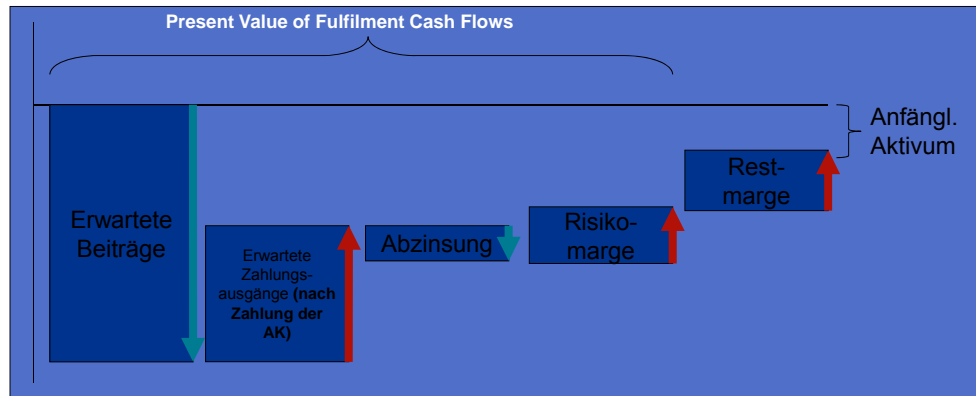 Present Value of Fulfilment Cash Flows
Anfängl.
Aktivum
Erwartete
Beiträge
Erwartete
Zahlungs-
ausgänge (nach
Zahlung der
AK)
Abzinsung
Risiko-
marge
Rest-
marge